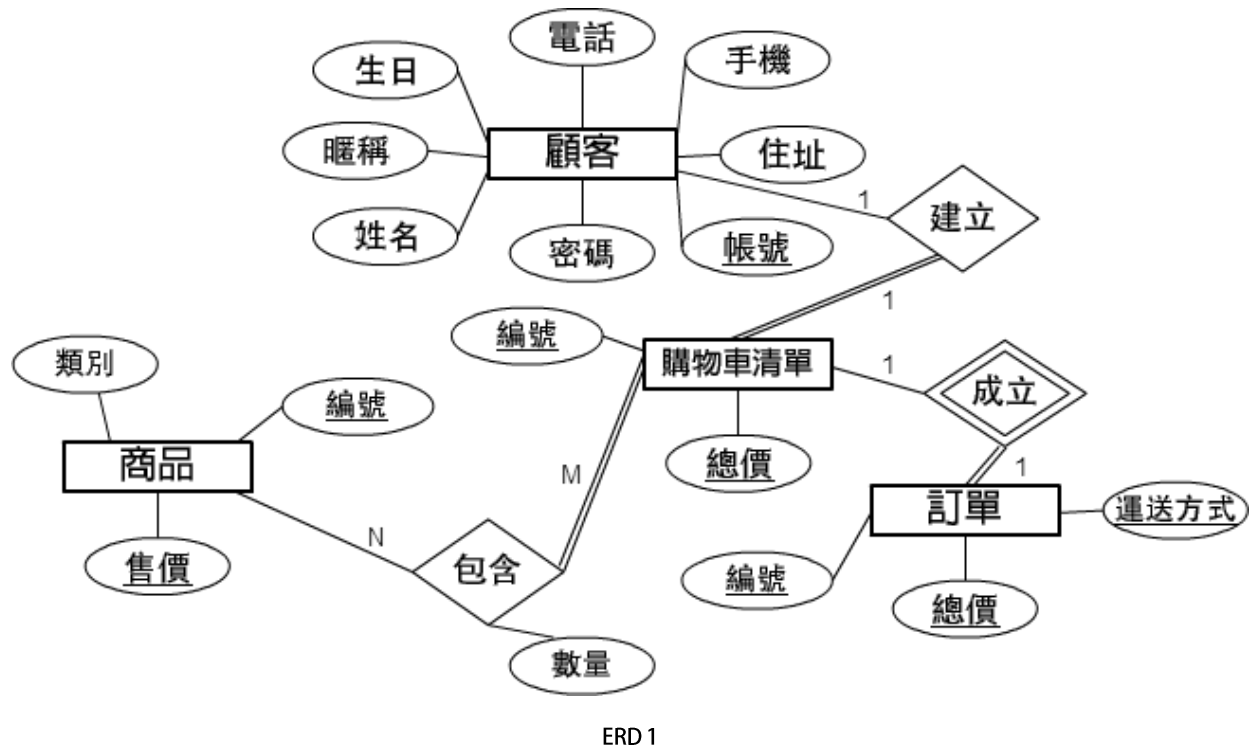 電話
生日
手機
暱稱
顧客
住址
姓名
密碼
帳號
1
建立
1
編號
購物車清單
1
成立
類別
編號
商品
總價
1
M
訂單
運送方式
N
售價
包含
編號
總價
數量
ERD 1